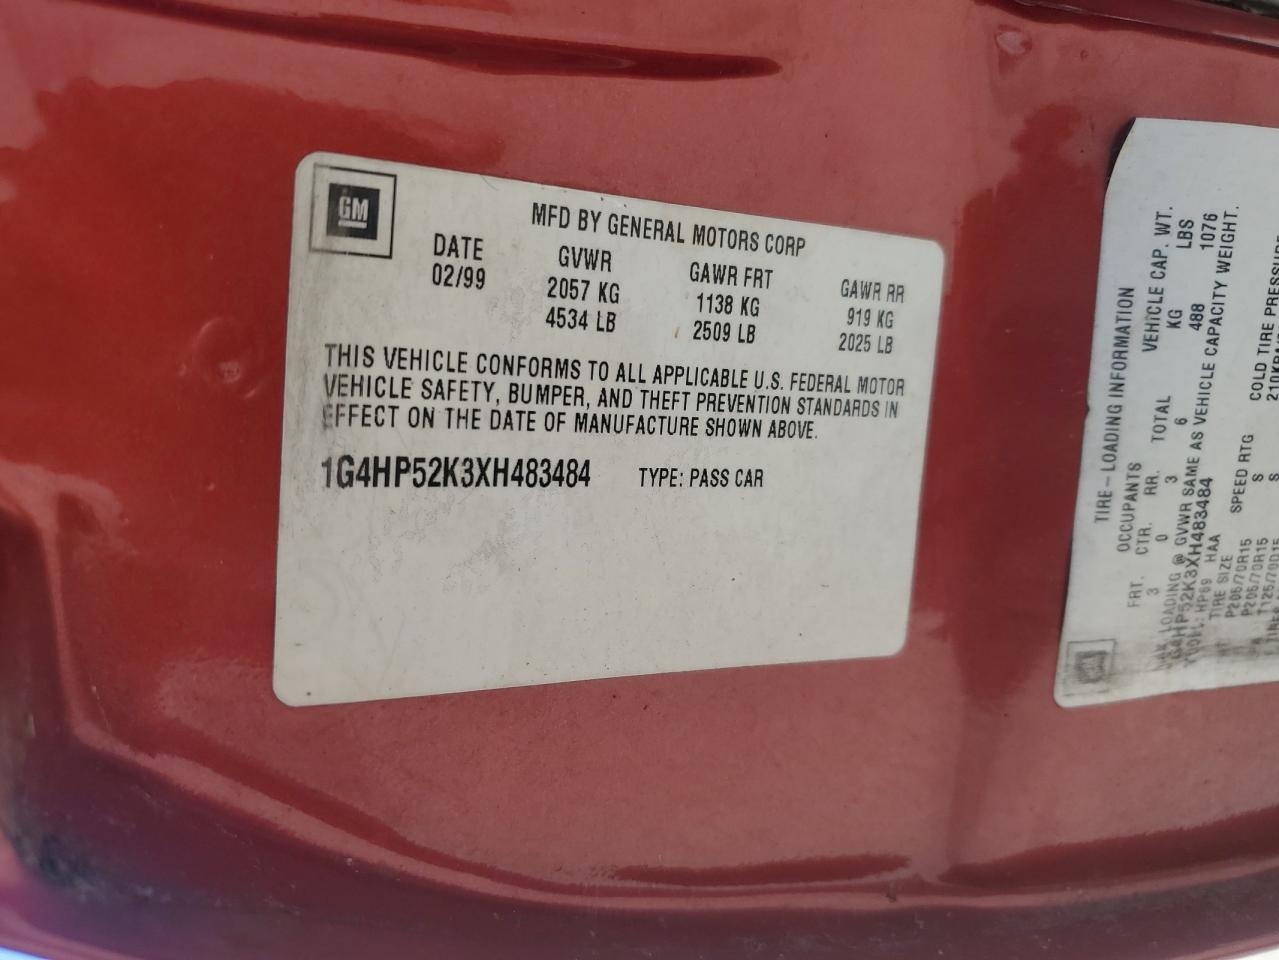 GM
MFD BY GENERAL MOTORS CORP
DATE GVWR GAWR FRT GAWR RR
02/99 2057 KG 1138 KG 919 KG
4534 LB 2509 LB 2025 LB
THIS VEHICLE CONFORMS TO ALL APPLICABLE U.S. FEDERAL MOTOR
VEHICLE SAFETY, BUMPER, AND THEFT PREVENTION STANDARDS IN
EFFECT ON THE DATE OF MANUFACTURE SHOWN ABOVE.
1G4HP52K3XH483484 TYPE: PASS CAR
GM
TIRE-LOADING INFORMATION
OCCUPANTS VEHICLE CAP. WT.
FRT. CTR. RR. TOTAL KG LBS
3 0 3 6 488 1076
LOADING @ GVWR SAME AS VEHICLE CAPACITY WEIGHT.
1G4HP52K3XH483484
HP69 HAA
TIRE SIZE SPEED RTG COLD TIRE PRESSURE
P205/70R15 S
P205/70R15 S